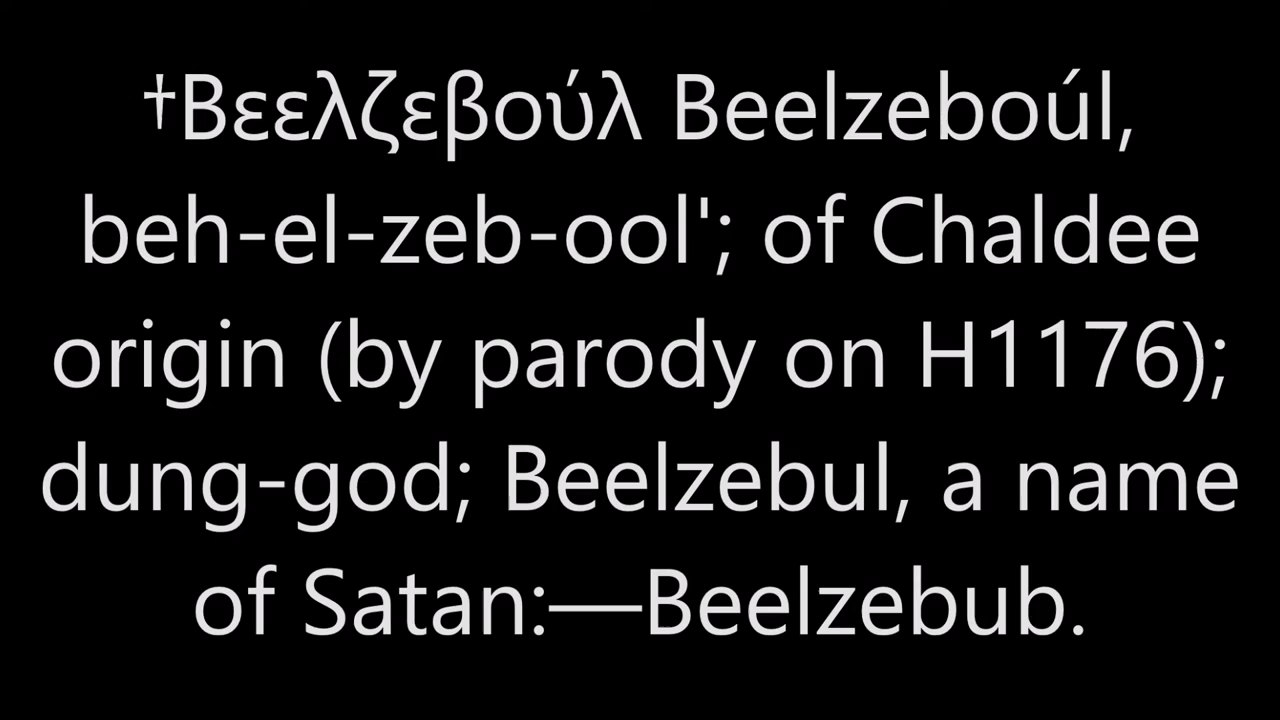 †Βεελζεβούλ Beelzeboúl,
beh-el-zeb-ool'; of Chaldee
origin (by parody on H1176);
dung-god; Beelzebul, a name
of Satan:—Beelzebub.